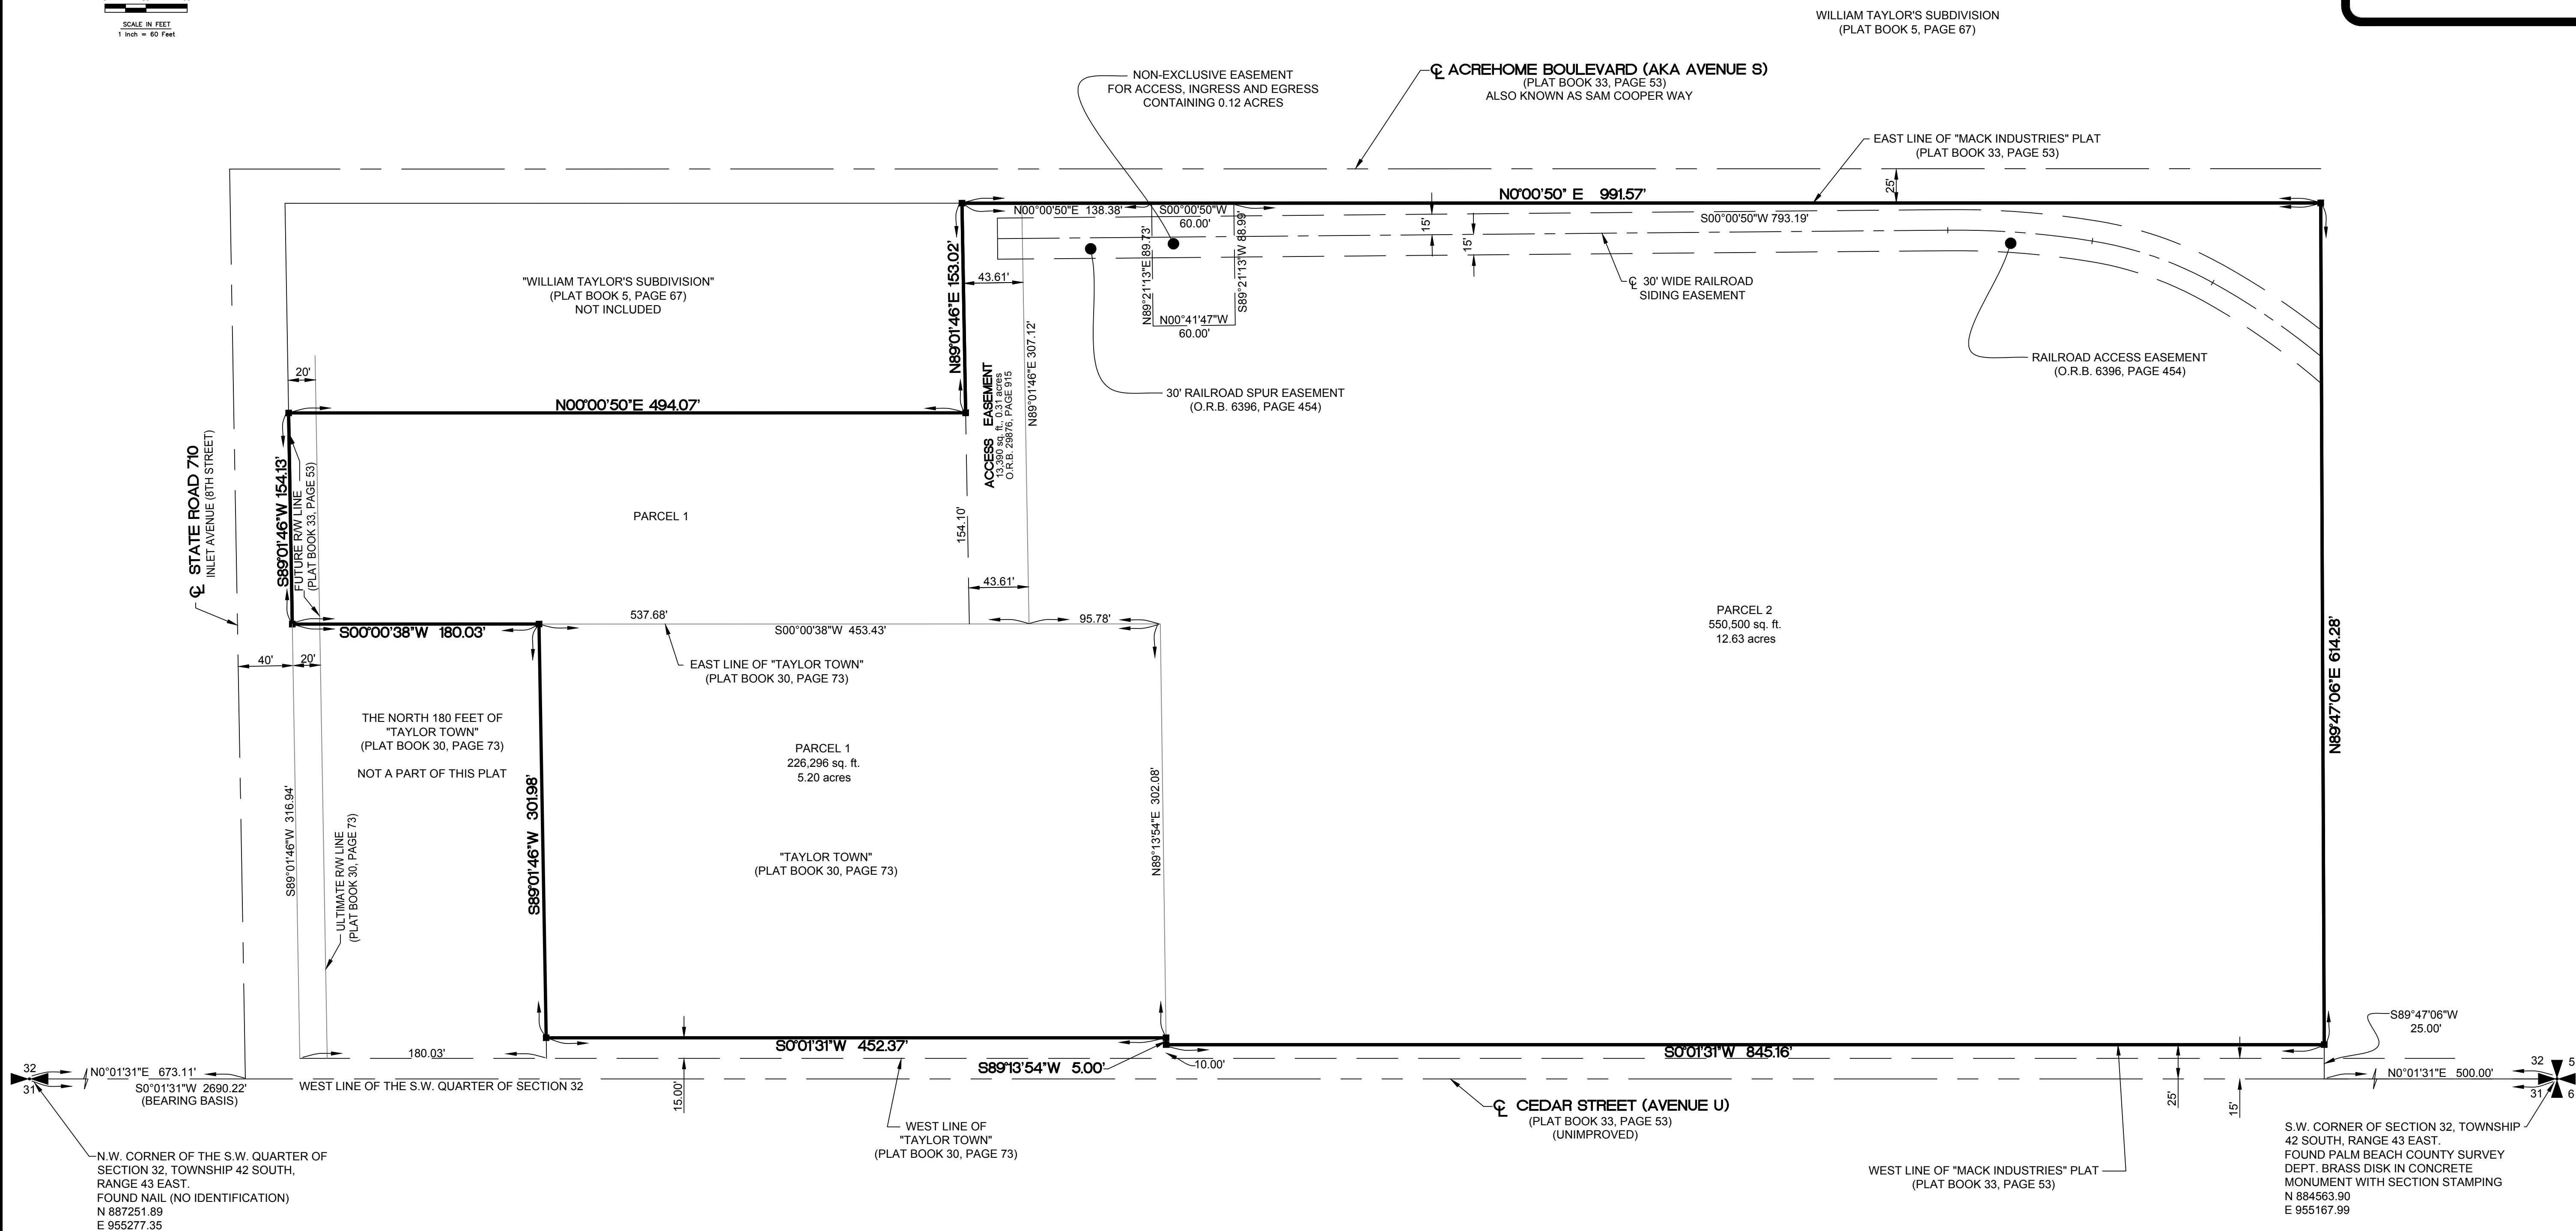 SCALE IN FEET
1 Inch = 60 Feet
WILLIAM TAYLOR'S SUBDIVISION
(PLAT BOOK 5, PAGE 67)
NON-EXCLUSIVE EASEMENT
FOR ACCESS, INGRESS AND EGRESS
CONTAINING 0.12 ACRES
℄ ACREHOME BOULEVARD (AKA AVENUE S)
(PLAT BOOK 33, PAGE 53)
ALSO KNOWN AS SAM COOPER WAY
EAST LINE OF "MACK INDUSTRIES" PLAT
(PLAT BOOK 33, PAGE 53)
25'
N0°00'50" E 991.57'
N00°00'50"E 138.38'
S00°00'50"W
60.00'
S00°00'50"W 793.19'
15'
15'
N89°01'46"E 153.02'
43.61'
N89°21'13"E 89.73'
S89°21'13"W 88.99'
N00°41'47"W
60.00'
℄ 30' WIDE RAILROAD
SIDING EASEMENT
"WILLIAM TAYLOR'S SUBDIVISION"
(PLAT BOOK 5, PAGE 67)
NOT INCLUDED
20'
N89°01'46"E 307.12'
ACCESS EASEMENT
13,390 sq. ft., 0.31 acres
O.R.B. 29876, PAGE 915
RAILROAD ACCESS EASEMENT
(O.R.B. 6396, PAGE 454)
30' RAILROAD SPUR EASEMENT
(O.R.B. 6396, PAGE 454)
N00°00'50"E 494.07'
℄ STATE ROAD 710
INLET AVENUE (8TH STREET)
S89°01'46"W 154.13'
FUTURE R/W LINE
(PLAT BOOK 33, PAGE 53)
PARCEL 1
154.10'
43.61'
PARCEL 2
550,500 sq. ft.
12.63 acres
537.68'
95.78'
S00°00'38"W 180.03'
S00°00'38"W 453.43'
40'
20'
EAST LINE OF "TAYLOR TOWN"
(PLAT BOOK 30, PAGE 73)
N89°47'06"E 614.28'
THE NORTH 180 FEET OF
"TAYLOR TOWN"
(PLAT BOOK 30, PAGE 73)
NOT A PART OF THIS PLAT
PARCEL 1
226,296 sq. ft.
5.20 acres
S89°01'46"W 316.94'
ULTIMATE R/W LINE
(PLAT BOOK 30, PAGE 73)
S89°01'46"W 301.98'
N89°13'54"E 302.08'
"TAYLOR TOWN"
(PLAT BOOK 30, PAGE 73)
S89°47'06"W
25.00'
180.03'
S0°01'31"W 452.37'
S0°01'31"W 845.16'
S89°13'54"W 5.00'
10.00'
32
31
N0°01'31"E 673.11'
S0°01'31"W 2690.22'
(BEARING BASIS)
WEST LINE OF THE S.W. QUARTER OF SECTION 32
15.00'
25'
15'
N0°01'31"E 500.00'
32
5
31
6
℄ CEDAR STREET (AVENUE U)
(PLAT BOOK 33, PAGE 53)
(UNIMPROVED)
WEST LINE OF
"TAYLOR TOWN"
(PLAT BOOK 30, PAGE 73)
WEST LINE OF "MACK INDUSTRIES" PLAT
(PLAT BOOK 33, PAGE 53)
N.W. CORNER OF THE S.W. QUARTER OF
SECTION 32, TOWNSHIP 42 SOUTH,
RANGE 43 EAST.
FOUND NAIL (NO IDENTIFICATION)
N 887251.89
E 955277.35
S.W. CORNER OF SECTION 32, TOWNSHIP
42 SOUTH, RANGE 43 EAST.
FOUND PALM BEACH COUNTY SURVEY
DEPT. BRASS DISK IN CONCRETE
MONUMENT WITH SECTION STAMPING
N 884563.90
E 955167.99